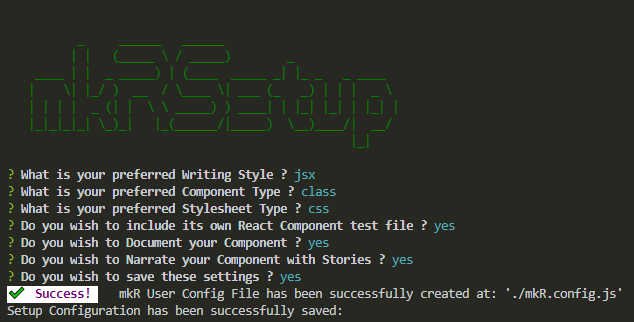 mkRSetup
? What is your preferred Writing Style ? jsx
? What is your preferred Component Type ? class
? What is your preferred Stylesheet Type ? css
? Do you wish to include its own React Component test file ? yes
? Do you wish to Document your Component ? yes
? Do you wish to Narrate your Component with Stories ? yes
? Do you wish to save these settings ? yes
✔ Success! mkR User Config File has been successfully created at: './mkR.config.js'
Setup Configuration has been successfully saved: